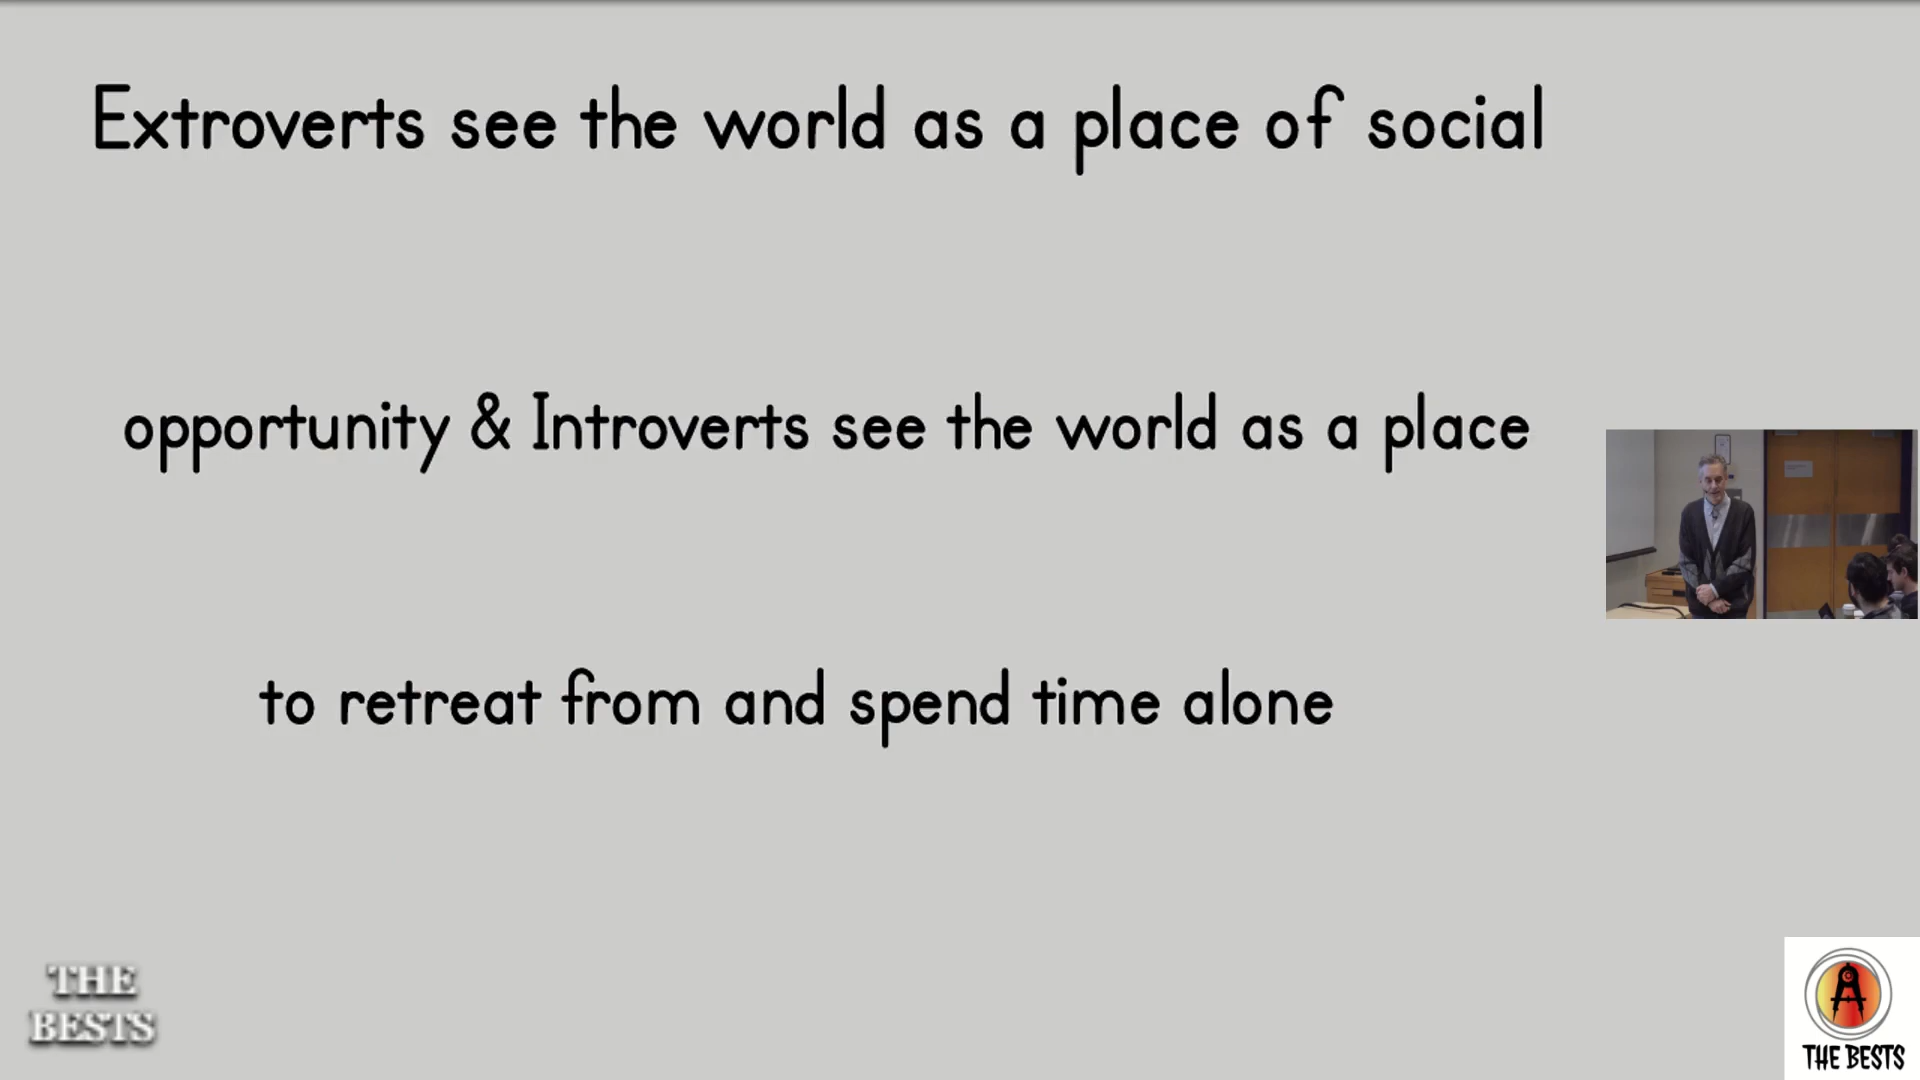 Extroverts see the world as a place of social
opportunity & Introverts see the world as a place
to retreat from and spend time alone
THE
BESTS
THE BESTS